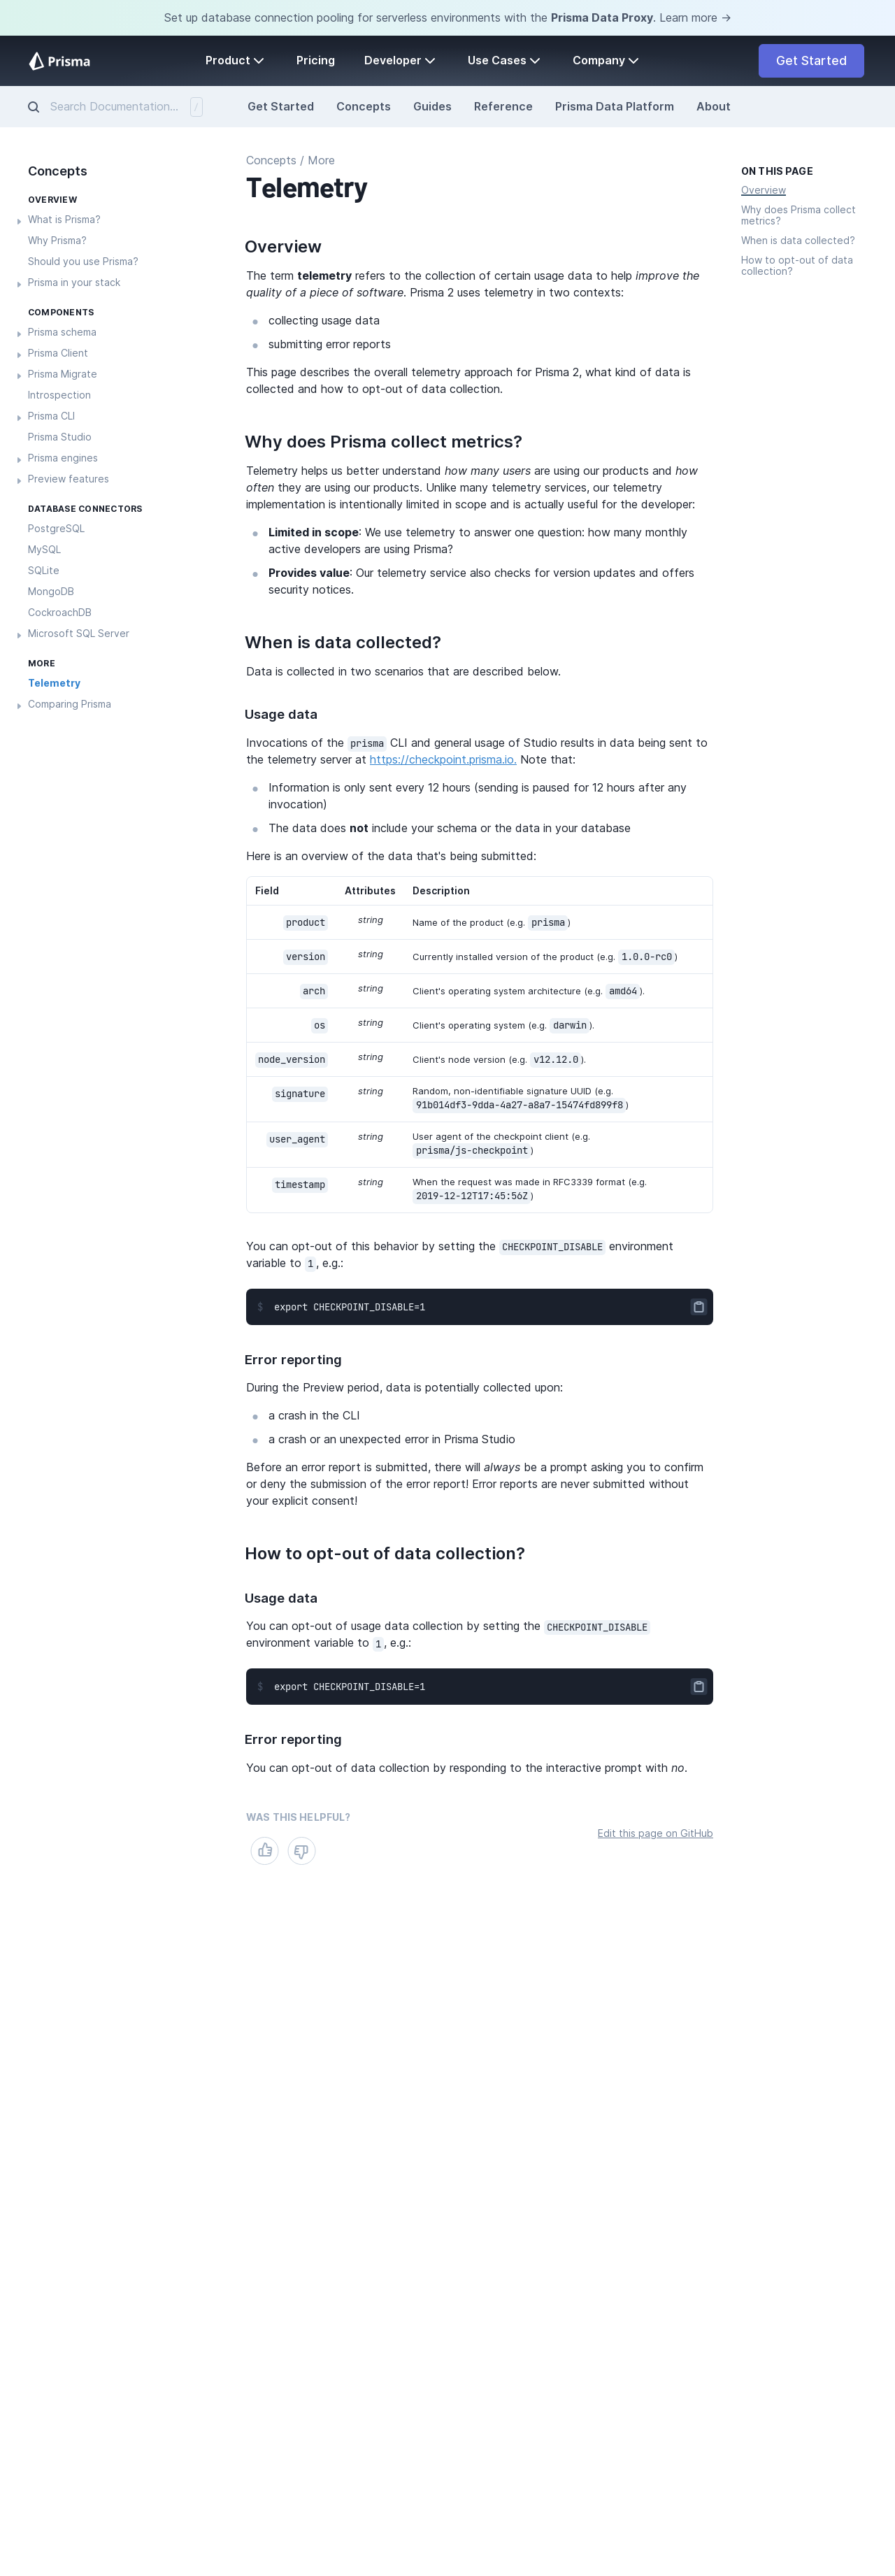 Set up database connection pooling for serverless environments with the Prisma Data Proxy. Learn more →
Prisma
Product
Pricing
Developer
Use Cases
Company
Get Started
Search Documentation...
/
Get Started
Concepts
Guides
Reference
Prisma Data Platform
About
Concepts
OVERVIEW
What is Prisma?
Why Prisma?
Should you use Prisma?
Prisma in your stack
COMPONENTS
Prisma schema
Prisma Client
Prisma Migrate
Introspection
Prisma CLI
Prisma Studio
Prisma engines
Preview features
DATABASE CONNECTORS
PostgreSQL
MySQL
SQLite
MongoDB
CockroachDB
Microsoft SQL Server
MORE
Telemetry
Comparing Prisma
Concepts / More
Telemetry
Overview
The term telemetry refers to the collection of certain usage data to help improve the
quality of a piece of software. Prisma 2 uses telemetry in two contexts:
collecting usage data
submitting error reports
This page describes the overall telemetry approach for Prisma 2, what kind of data is
collected and how to opt-out of data collection.
Why does Prisma collect metrics?
Telemetry helps us better understand how many users are using our products and how
often they are using our products. Unlike many telemetry services, our telemetry
implementation is intentionally limited in scope and is actually useful for the developer:
Limited in scope: We use telemetry to answer one question: how many monthly
active developers are using Prisma?
Provides value: Our telemetry service also checks for version updates and offers
security notices.
When is data collected?
Data is collected in two scenarios that are described below.
Usage data
Invocations of the prisma CLI and general usage of Studio results in data being sent to
the telemetry server at https://checkpoint.prisma.io. Note that:
Information is only sent every 12 hours (sending is paused for 12 hours after any
invocation)
The data does not include your schema or the data in your database
Here is an overview of the data that's being submitted:
Field Attributes Description
product string Name of the product (e.g. prisma)
version string Currently installed version of the product (e.g. 1.0.0-rc0)
arch string Client's operating system architecture (e.g. amd64).
os string Client's operating system (e.g. darwin).
node_version string Client's node version (e.g. v12.12.0).
signature string Random, non-identifiable signature UUID (e.g.
91b014df3-9dda-4a27-a8a7-15474fd899f8)
user_agent string User agent of the checkpoint client (e.g.
prisma/js-checkpoint)
timestamp string When the request was made in RFC3339 format (e.g.
2019-12-12T17:45:56Z)
You can opt-out of this behavior by setting the CHECKPOINT_DISABLE environment
variable to 1, e.g.:
$ export CHECKPOINT_DISABLE=1
Error reporting
During the Preview period, data is potentially collected upon:
a crash in the CLI
a crash or an unexpected error in Prisma Studio
Before an error report is submitted, there will always be a prompt asking you to confirm
or deny the submission of the error report! Error reports are never submitted without
your explicit consent!
How to opt-out of data collection?
Usage data
You can opt-out of usage data collection by setting the CHECKPOINT_DISABLE
environment variable to 1, e.g.:
$ export CHECKPOINT_DISABLE=1
Error reporting
You can opt-out of data collection by responding to the interactive prompt with no.
WAS THIS HELPFUL?
Edit this page on GitHub
ON THIS PAGE
Overview
Why does Prisma collect
metrics?
When is data collected?
How to opt-out of data
collection?